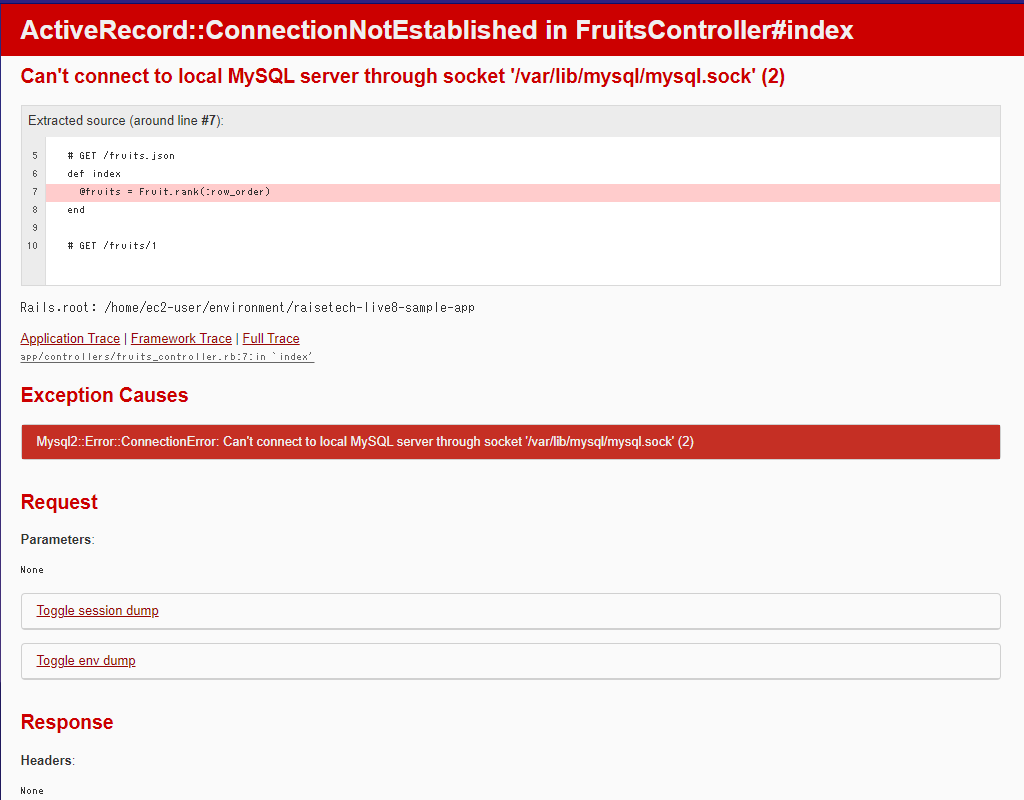 ActiveRecord::ConnectionNotEstablished in FruitsController#index
Can't connect to local MySQL server through socket '/var/lib/mysql/mysql.sock' (2)
Extracted source (around line #7):
5 # GET /fruits.json
6 def index
7 @fruits = Fruit.rank(:row_order)
8 end
9
10 # GET /fruits/1
Rails.root: /home/ec2-user/environment/raisetech-live8-sample-app
Application Trace | Framework Trace | Full Trace
app/controllers/fruits_controller.rb:7:in `index'
Exception Causes
Mysql2::Error::ConnectionError: Can't connect to local MySQL server through socket '/var/lib/mysql/mysql.sock' (2)
Request
Parameters:
None
Toggle session dump
Toggle env dump
Response
Headers:
None